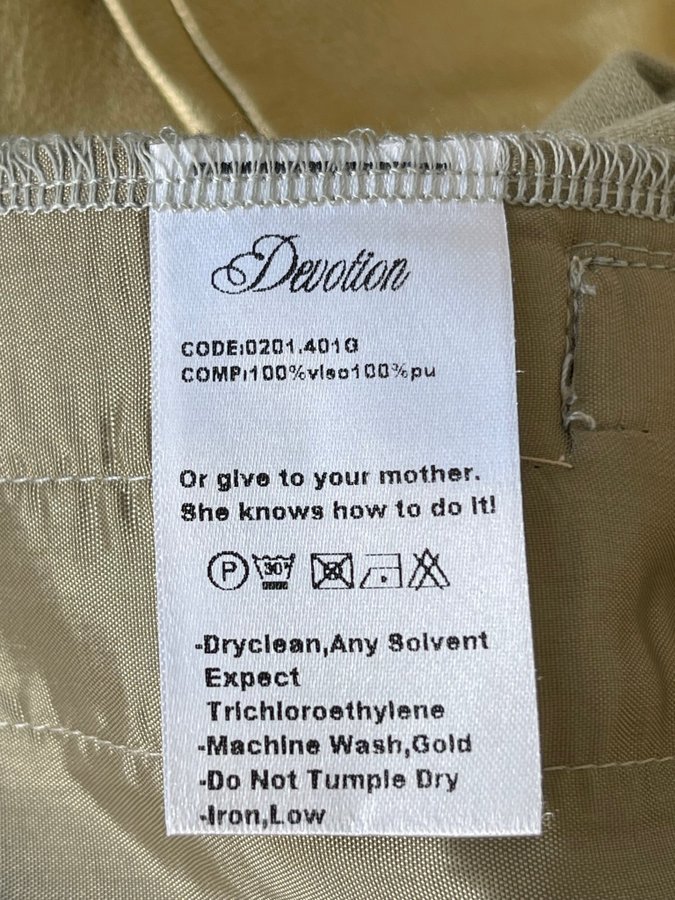 Devotion
CODE:0201.401G
COMP:100%viso100%pu
Or give to your mother.
She knows how to do it!
P 30°
-Dryclean,Any Solvent
Expect
Trichloroethylene
-Machine Wash,Gold
-Do Not Tumple Dry
-Iron,Low